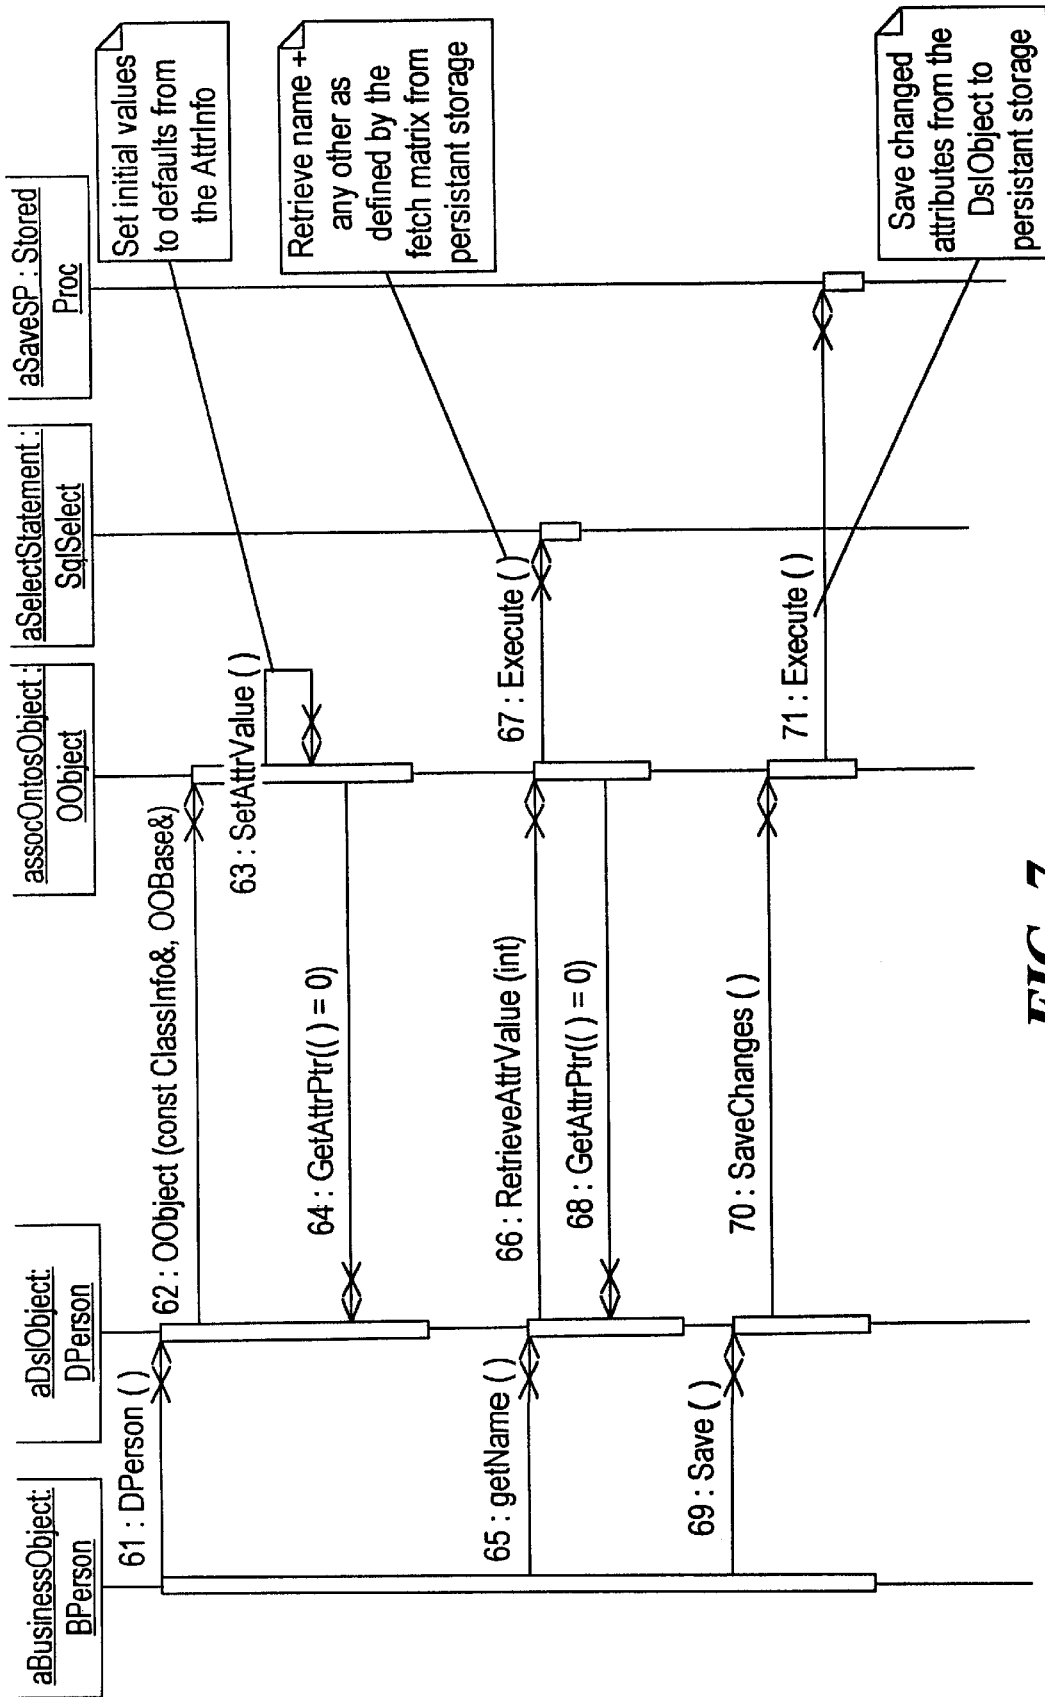 aBusinessObject:
BPerson
aDslObject:
DPerson
assocOntosObject :
OObject
aSelectStatement :
SqlSelect
aSaveSP : Stored
Proc
61 : DPerson ( )
62 : OObject (const ClassInfo&, OOBase&)
63 : SetAttrValue ( )
Set initial values
to defaults from
the AttrInfo
64 : GetAttrPtr(( ) = 0)
65 : getName ( )
66 : RetrieveAttrValue (int)
67 : Execute ( )
Retrieve name +
any other as
defined by the
fetch matrix from
persistant storage
68 : GetAttrPtr(( ) = 0)
69 : Save ( )
70 : SaveChanges ( )
71 : Execute ( )
Save changed
attributes from the
DslObject to
persistant storage
FIG. 7